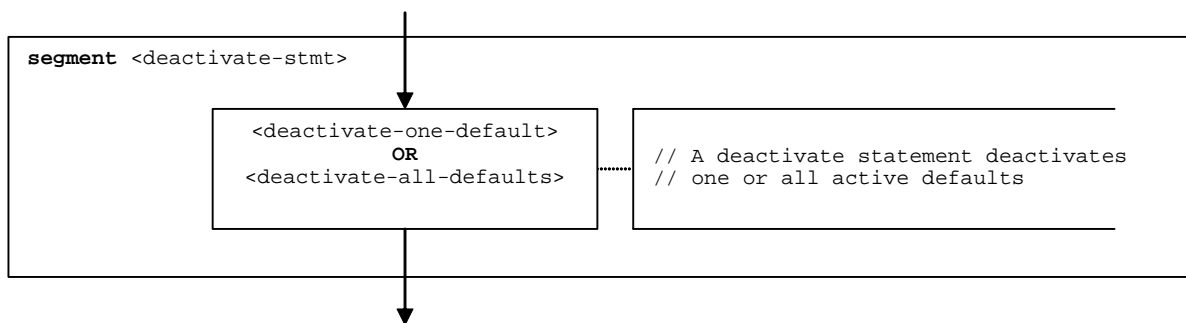 segment <deactivate-stmt>
<deactivate-one-default>
OR
<deactivate-all-defaults>
// A deactivate statement deactivates
// one or all active defaults